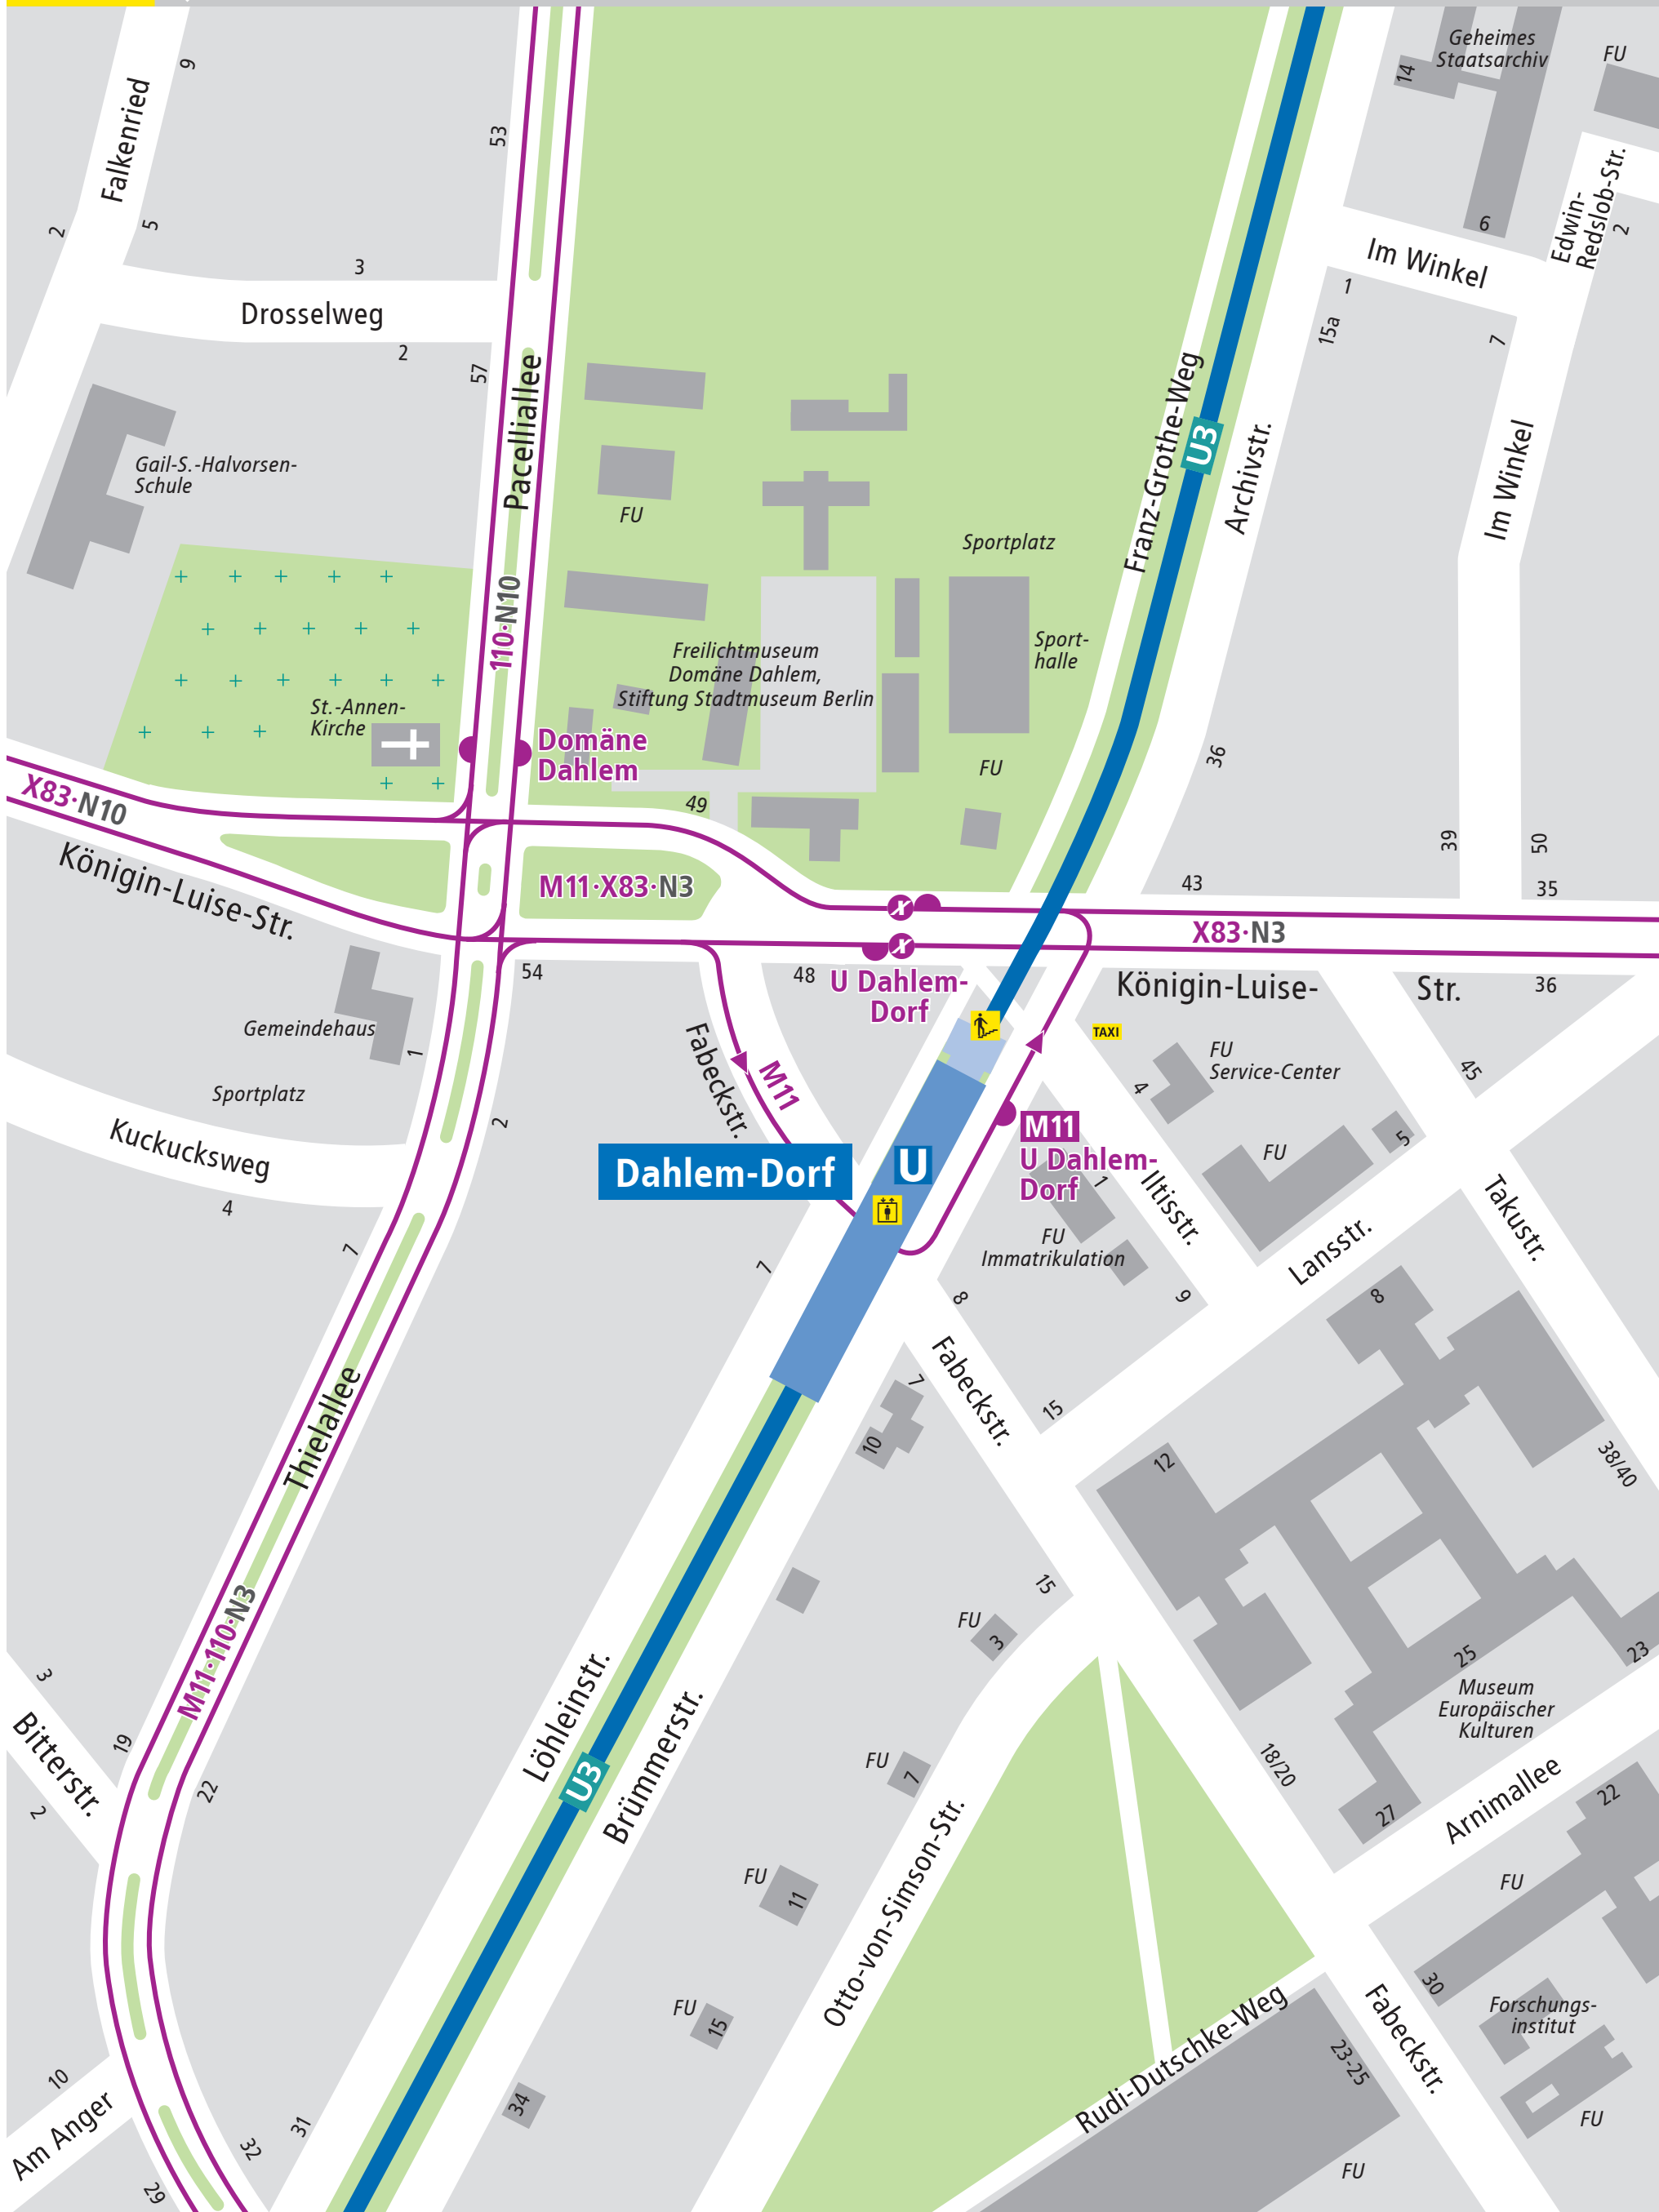 Geheimes
Staatsarchiv
FU
14
9
Falkenried
53
2
5
6
Edwin-
Redslob-Str.
2
Im Winkel
3
1
Drosselweg
15a
2
7
57
Pacelliallee
Franz-Grothe-Weg
U3
Archivstr.
Im Winkel
Gail-S.-Halvorsen-
Schule
FU
Sportplatz
110·N10
Freilichtmuseum
Domäne Dahlem,
Stiftung Stadtmuseum Berlin
Sport-
halle
St.-Annen-
Kirche
Domäne
Dahlem
36
FU
X83·N10
49
39
50
Königin-Luise-Str.
M11·X83·N3
43
35
X83·N3
54
48
U Dahlem-
Dorf
Königin-Luise-
Str.
36
Gemeindehaus
1
TAXI
FU
Service-Center
45
Fabeckstr.
M11
4
Sportplatz
2
Kuckucksweg
M11
U Dahlem-
Dorf
FU
5
Dahlem-Dorf
U
1
Iltisstr.
Takustr.
4
7
7
FU
Immatrikulation
Lansstr.
8
9
8
Fabeckstr.
Thielallee
7
15
10
12
38/40
15
M11·110·N3
FU
3
25
23
3
Löhleinstr.
Museum
Europäischer
Kulturen
Bitterstr.
19
Brümmerstr.
U3
FU
7
18/20
22
2
27
Arnimallee
22
Otto-von-Simson-Str.
FU
11
FU
30
Fabeckstr.
Forschungs-
institut
FU
15
Rudi-Dutschke-Weg
23-25
10
Am Anger
34
31
32
FU
29
FU